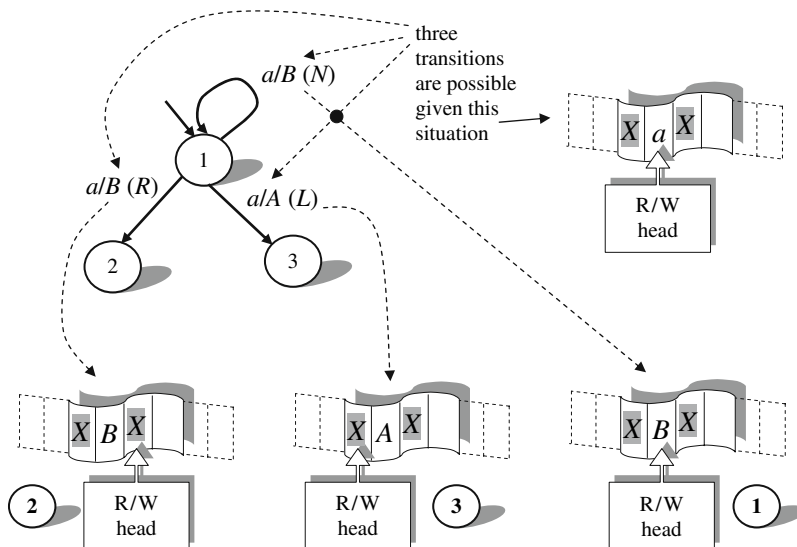 three
transitions
are possible
given this
situation
a/B (N)
X a X
1
a/B (R)
a/A (L)
R/W
head
2
3
X B X
X A X
X B X
2
R/W
head
R/W
head
3
R/W
head
1